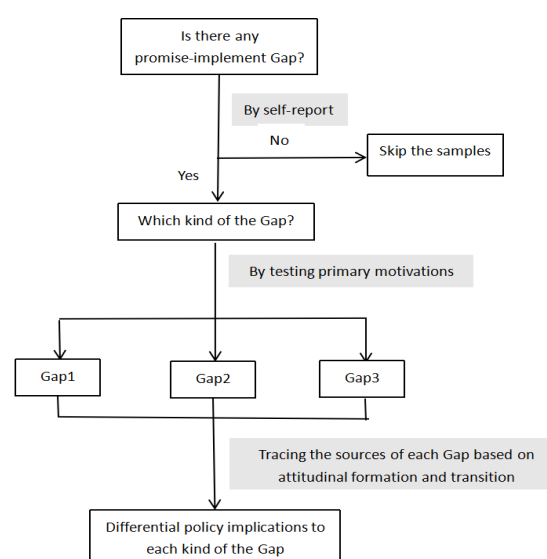 Is there any
promise-implement Gap?
By self-report
No
Skip the samples
Yes
Which kind of the Gap?
By testing primary motivations
Gap1
Gap2
Gap3
Tracing the sources of each Gap based on
attitudinal formation and transition
Differential policy implications to
each kind of the Gap